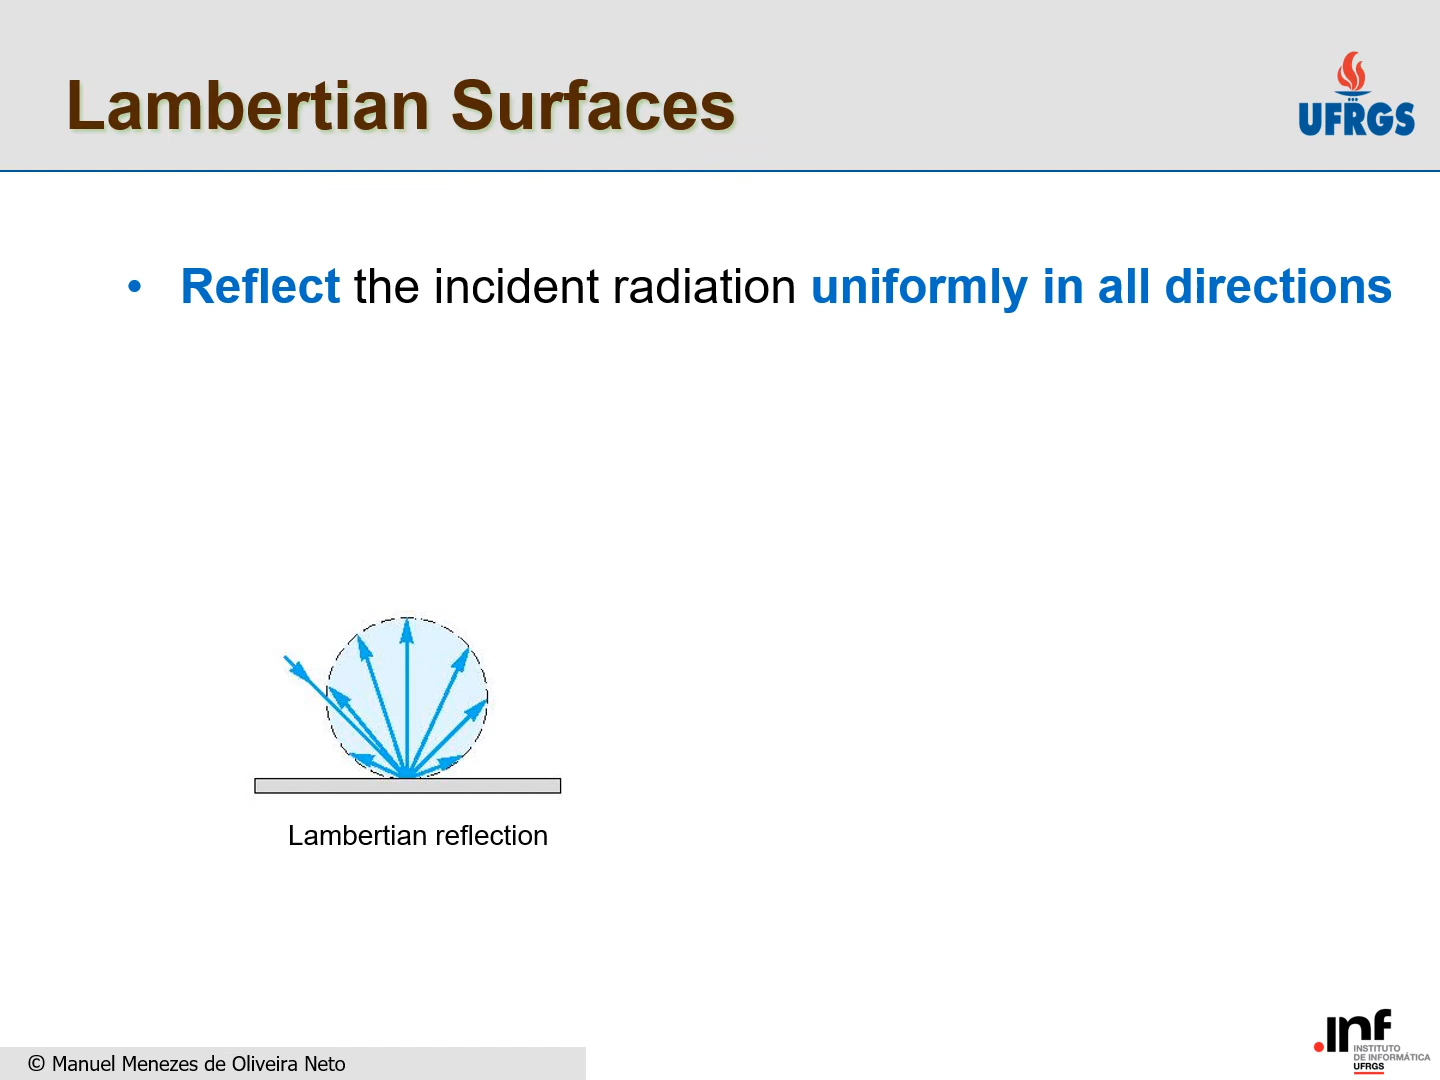 Lambertian Surfaces
UFRGS
• Reflect the incident radiation uniformly in all directions
Lambertian reflection
© Manuel Menezes de Oliveira Neto
.inf
INSTITUTO
DE INFORMÁTICA
UFRGS